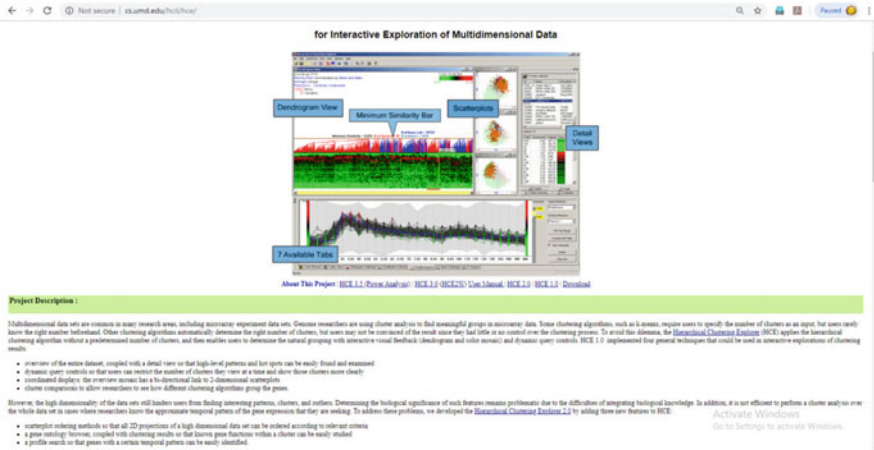 Not secure | cs.umd.edu/hcil/hce/
Paused
for Interactive Exploration of Multidimensional Data
Dendrogram View
Minimum Similarity Bar
Scatterplots
Detail
Views
7 Available Tabs
About This Project | HCE 3.5 (Power Analysis) | HCE 3.0 (HCE2W) User Manual | HCE 2.0 | HCE 1.0 | Download
Project Description :
Multidimensional data sets are common in many research areas, including microarray experiment data sets. Genome researchers are using cluster analysis to find meaningful groups in microarray data. Some clustering algorithms, such as k-means, require users to specify the number of clusters as an input, but users rarely
know the right number beforehand. Other clustering algorithms automatically determine the right number of clusters, but users may not be convinced of the result since they had little or no control over the clustering process. To avoid this dilemma, the Hierarchical Clustering Explorer (HCE) applies the hierarchical
clustering algorithm without a predetermined number of clusters, and then enables users to determine the natural grouping with interactive visual feedback (dendrogram and color mosaic) and dynamic query controls. HCE 1.0 implemented four general techniques that could be used in interactive explorations of clustering
results.
• overview of the entire dataset, coupled with a detail view so that high-level patterns and hot spots can be easily found and examined
• dynamic query controls so that users can restrict the number of clusters they view at a time and show those clusters more clearly
• coordinated displays: the overview mosaic has a bi-directional link to 2-dimensional scatterplots
• cluster comparisons to allow researchers to see how different clustering algorithms group the genes.
However, the high dimensionality of the data sets still hinders users from finding interesting patterns, clusters, and outliers. Determining the biological significance of such features remains problematic due to the difficulties of integrating biological knowledge. In addition, it is not efficient to perform a cluster analysis over
the whole data set in cases where researchers know the approximate temporal pattern of the gene expression that they are seeking. To address these problems, we developed the Hierarchical Clustering Explorer 2.0 by adding three new features to HCE:
• scatterplot ordering methods so that all 2D projections of a high dimensional data set can be ordered according to relevant criteria
• a gene ontology browser, coupled with clustering results so that known gene functions within a cluster can be easily studied
• a profile search so that genes with a certain temporal pattern can be easily identified.
Activate Windows
Go to Settings to activate Windows.